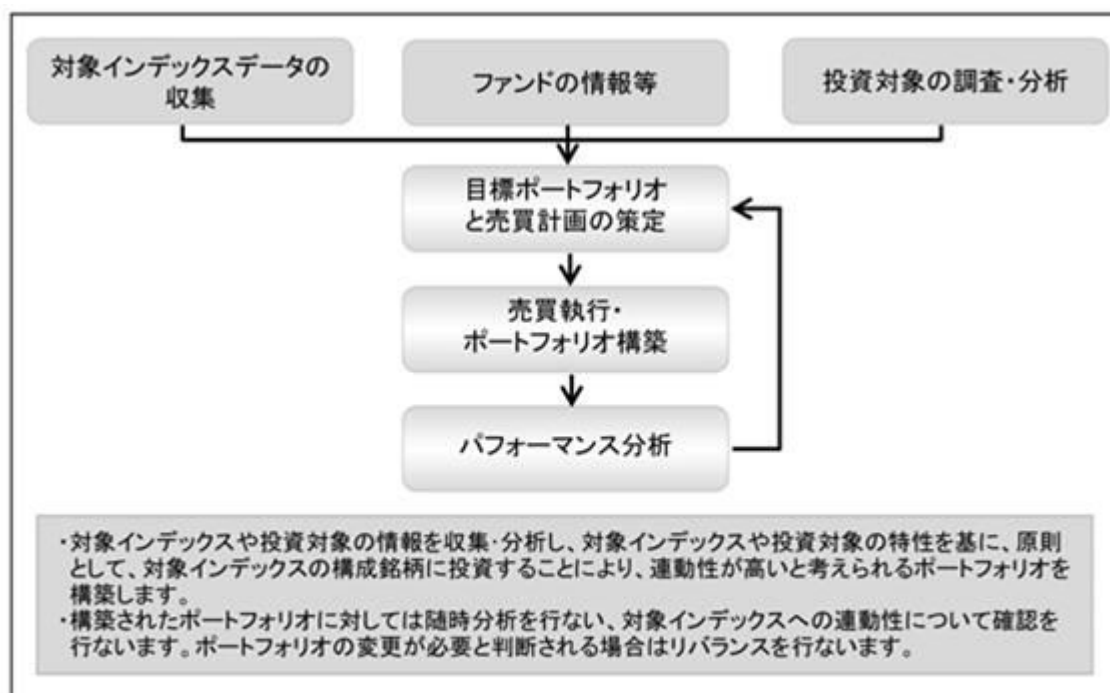 対象インデックスデータの
収集
ファンドの情報等
投資対象の調査・分析
目標ポートフォリオ
と売買計画の策定
売買執行・
ポートフォリオ構築
パフォーマンス分析
・対象インデックスや投資対象の情報を収集・分析し、対象インデックスや投資対象の特性を基に、原則
として、対象インデックスの構成銘柄に投資することにより、連動性が高いと考えられるポートフォリオを
構築します。
・構築されたポートフォリオに対しては随時分析を行ない、対象インデックスへの連動性について確認を
行ないます。ポートフォリオの変更が必要と判断される場合はリバランスを行ないます。